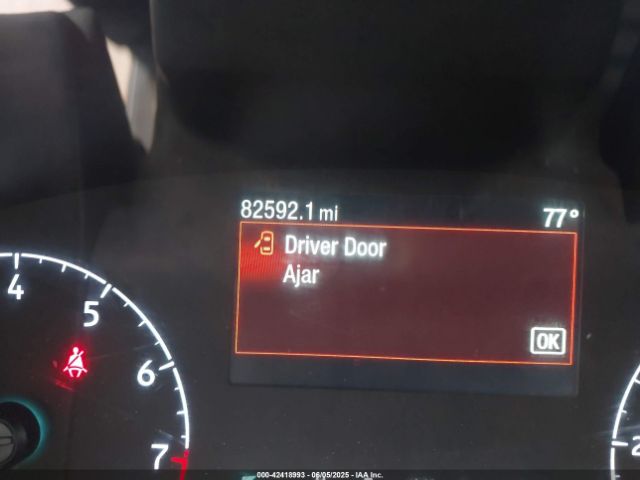 82592.1 mi 77°
Driver Door
Ajar
OK
4
5
6
7
2
000-42418993 - 06/05/2025 - IAA Inc.